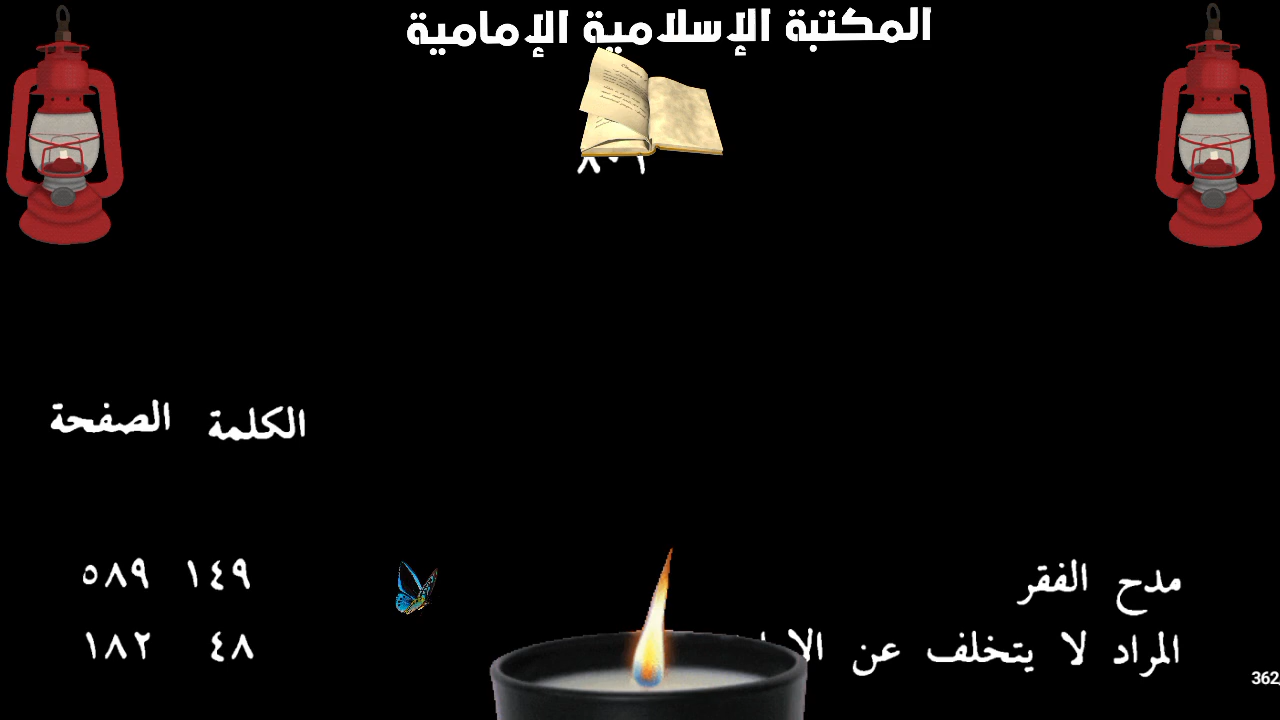 المكتبة الإسلامية الإمامية
الكلمة الصفحة
مدح الفقر ١٤٩ ٥٨٩
المراد لا يتخلف عن ٤٨ ١٨٢
362